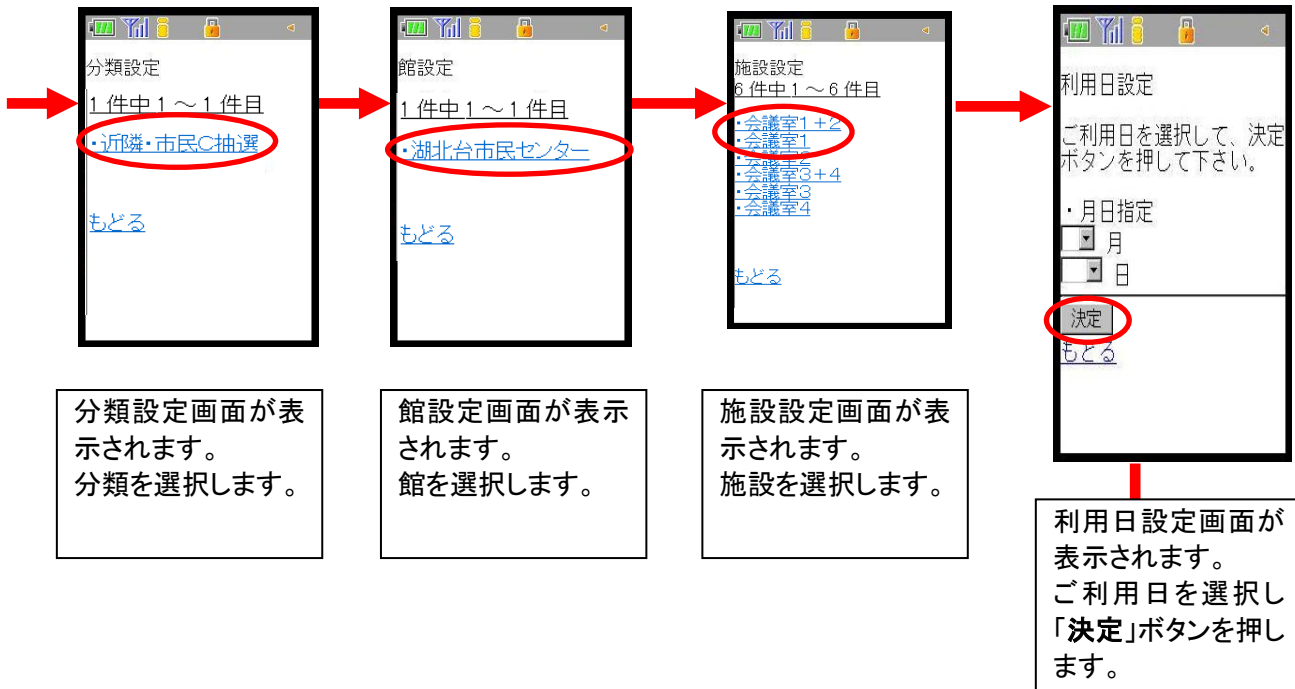 分類設定
1 件中 1 ～ 1 件目
・近隣・市民C抽選
もどる
館設定
1 件中 1 ～ 1 件目
・湖北台市民センター
もどる
施設設定
6 件中 1 ～ 6 件目
・会議室1+2
・会議室1
・会議室2
・会議室3+4
・会議室3
・会議室4
もどる
利用日設定
ご利用日を選択して、決定
ボタンを押して下さい。
・月日指定
月
日
決定
もどる
分類設定画面が表
示されます。
分類を選択します。
館設定画面が表示
されます。
館を選択します。
施設設定画面が表
示されます。
施設を選択します。
利用日設定画面が
表示されます。
ご利用日を選択し
「決定」ボタンを押し
ます。